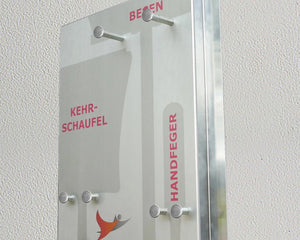 BESEN
KEHR-
SCHAUFEL
HANDFEGER